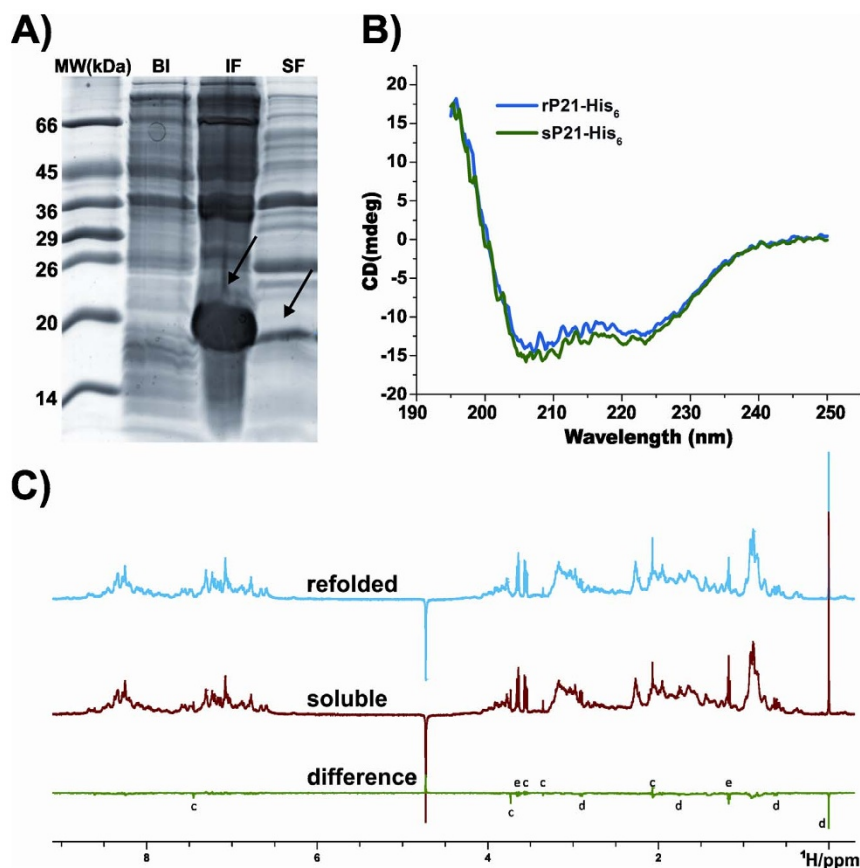 A)
MW(kDa) BI IF SF
66
45
36
29
26
20
14
B)
rP21-His6
sP21-His6
CD(mdeg)
20
15
10
5
0
-5
-10
-15
-20
190 200 210 220 230 240 250
Wavelength (nm)
C)
refolded
soluble
difference
e c c c e
c c d d d d
8 6 4 2 ¹H/ppm